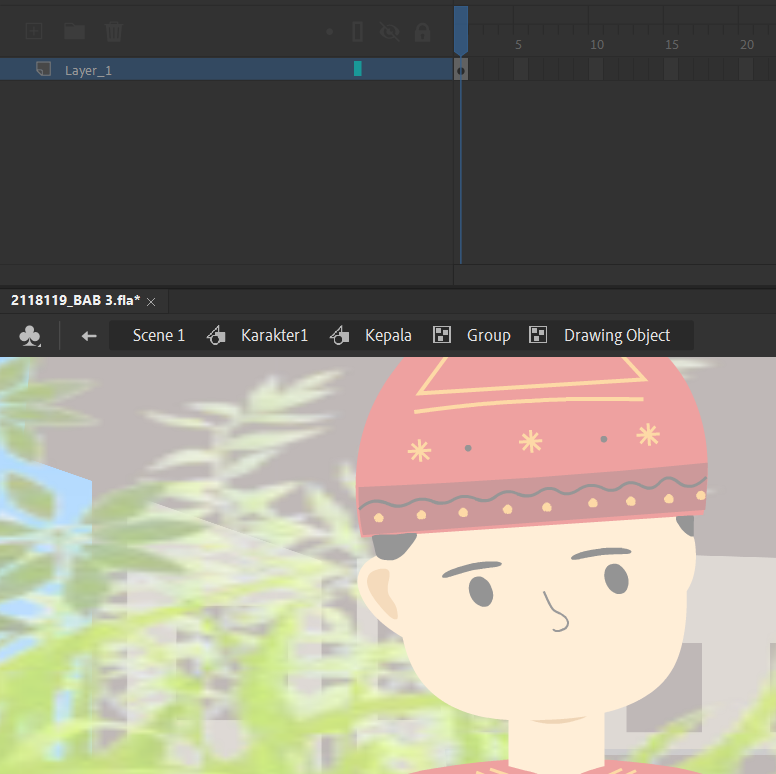 5 10 15 20
Layer_1
2118119_BAB 3.fla*
Scene 1 Karakter1 Kepala Group Drawing Object